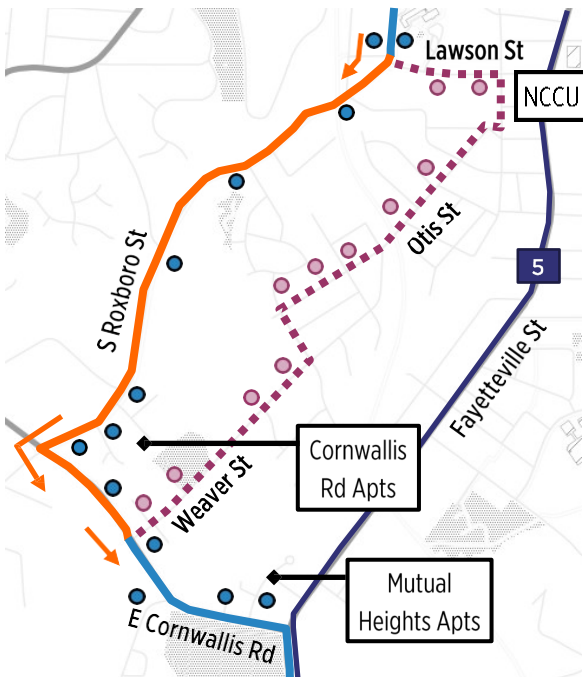 Lawson St
NCCU
Otis St
5
S Roxboro St
Fayetteville St
Cornwallis
Rd Apts
Weaver St
Mutual
Heights Apts
E Cornwallis Rd